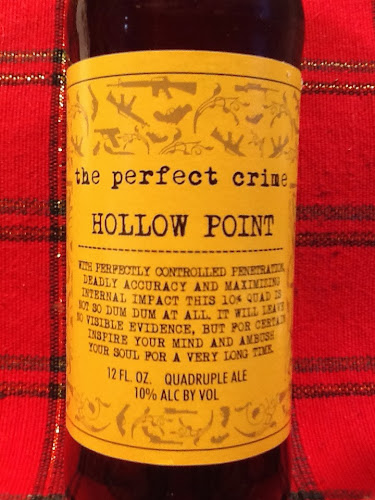 the perfect crime
HOLLOW POINT
WITH PERFECTLY CONTROLLED PENETRATION,
DEADLY ACCURACY AND MAXIMIZING
INTERNAL IMPACT THIS 10% QUAD IS
NOT SO DUM DUM AT ALL. IT WILL LEAVE
NO VISIBLE EVIDENCE, BUT FOR CERTAIN
INSPIRE YOUR MIND AND AMBUSH
YOUR SOUL FOR A VERY LONG TIME.
12 FL. OZ. QUADRUPLE ALE
10% ALC BY VOL